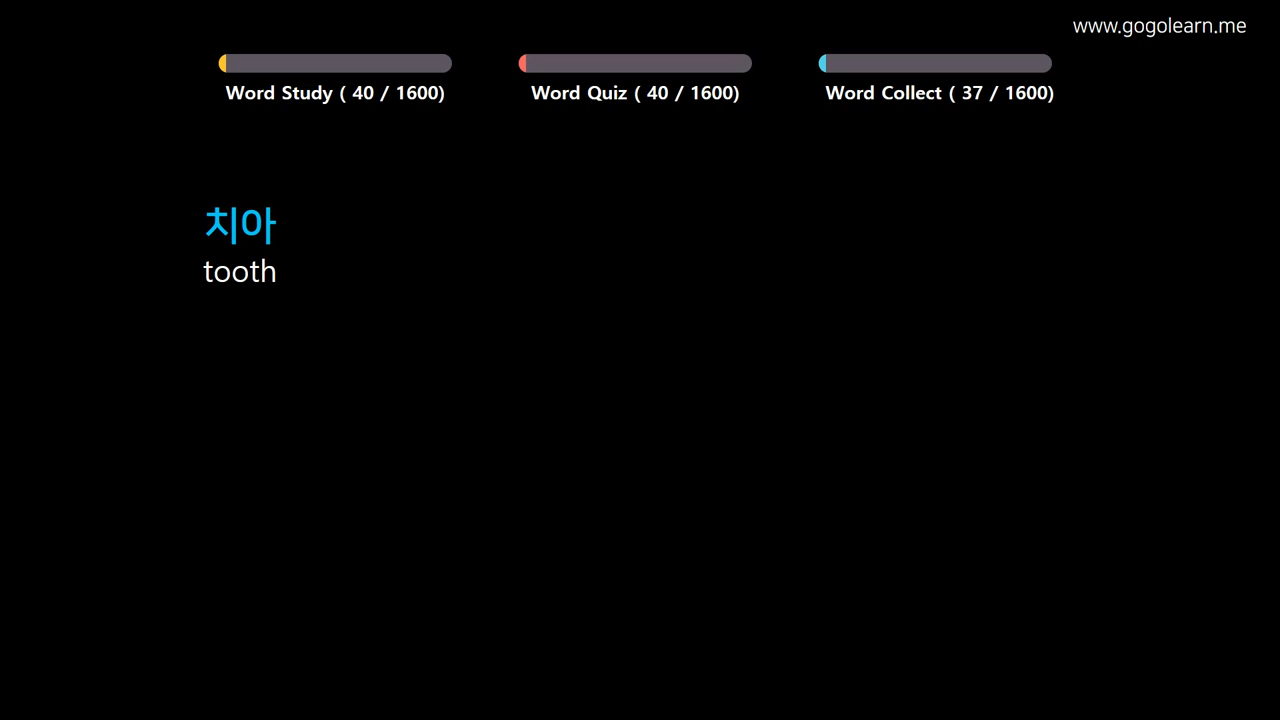 www.gogolearn.me
Word Study ( 40 / 1600)
Word Quiz ( 40 / 1600)
Word Collect ( 37 / 1600)
치아
tooth